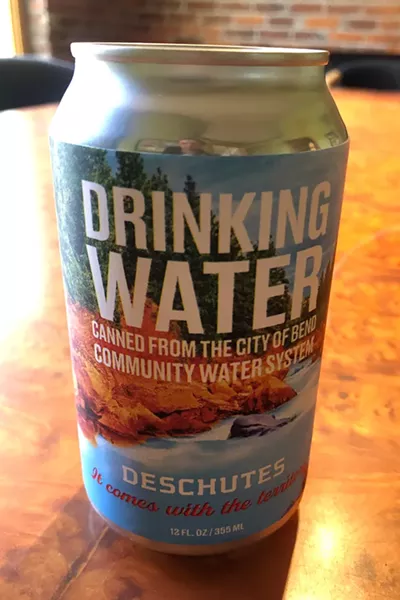 DRINKING
WATER
CANNED FROM THE CITY OF BEND
COMMUNITY WATER SYSTEM
DESCHUTES
It comes with the territory
12 FL. OZ / 355 ML